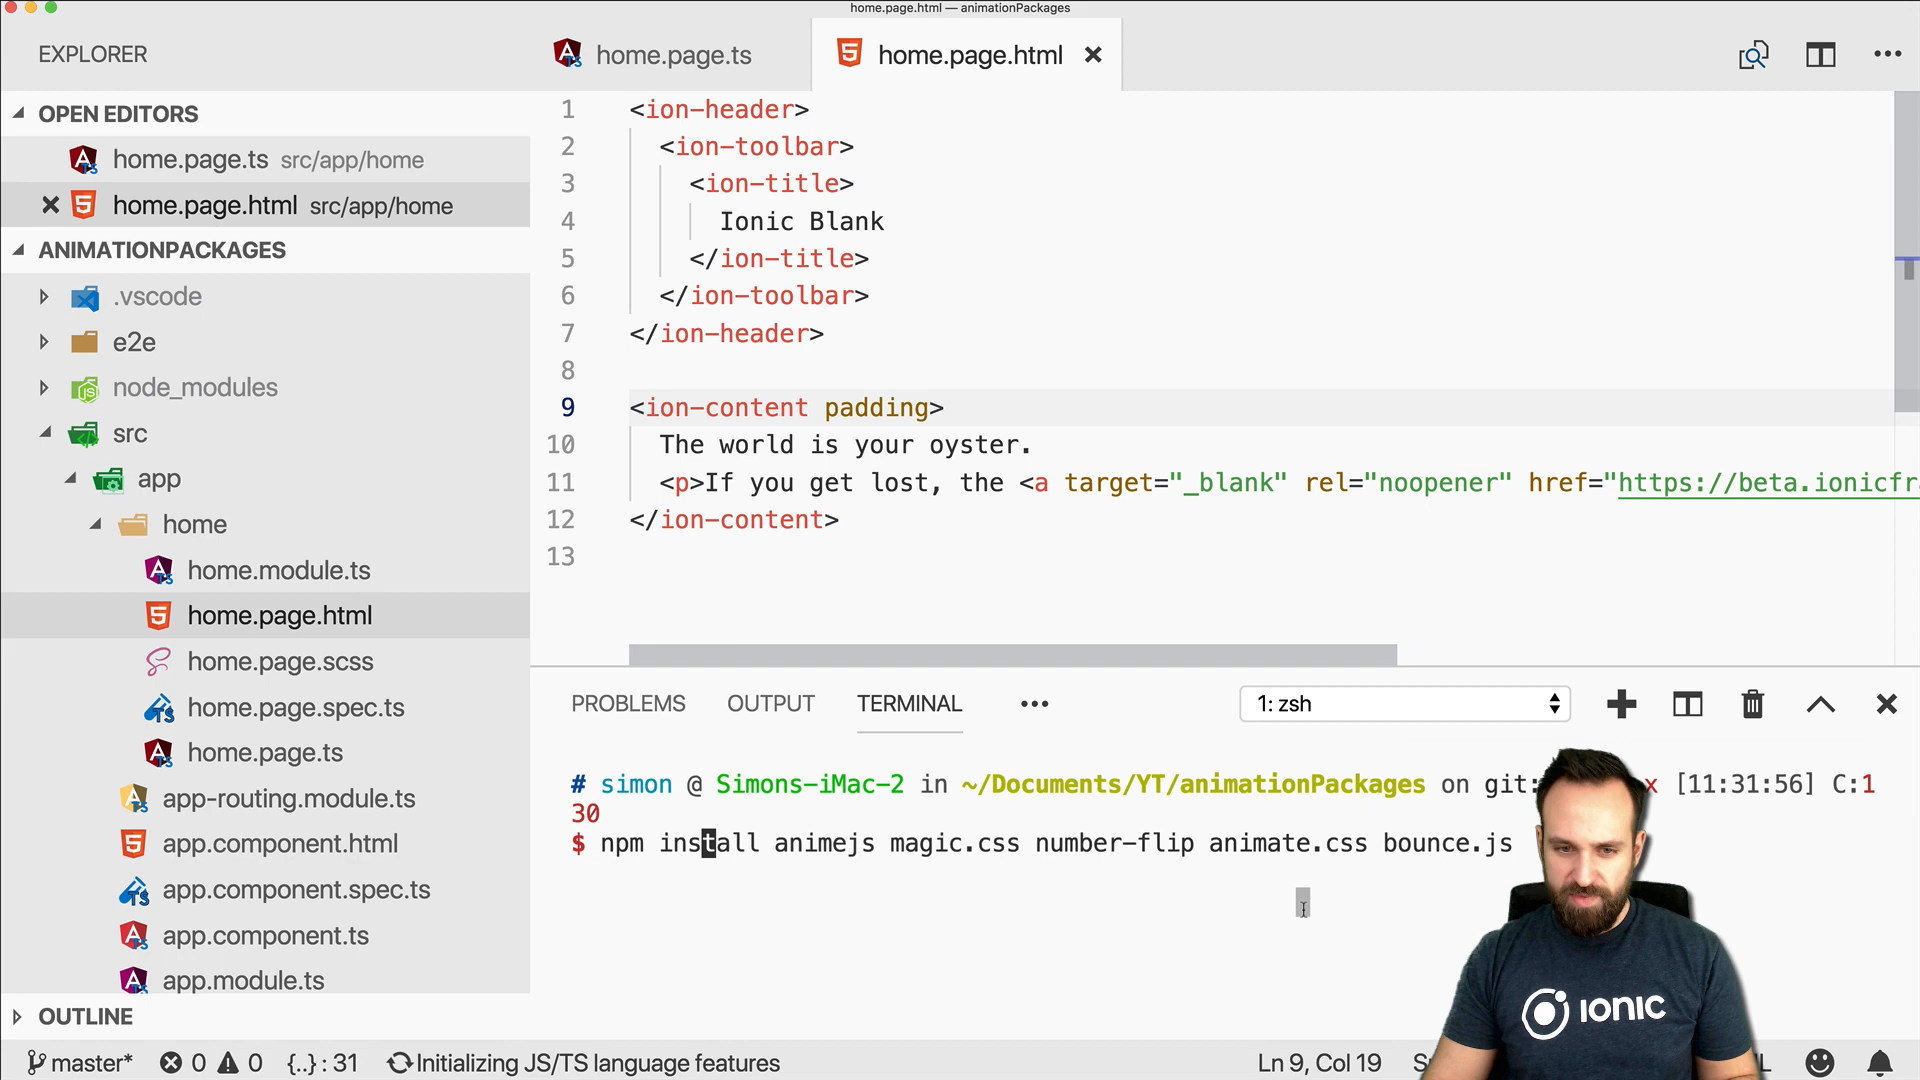 home.page.html — animationPackages
EXPLORER
home.page.ts
home.page.html
OPEN EDITORS
home.page.ts src/app/home
home.page.html src/app/home
ANIMATIONPACKAGES
.vscode
e2e
node_modules
src
app
home
home.module.ts
home.page.html
home.page.scss
home.page.spec.ts
home.page.ts
app-routing.module.ts
app.component.html
app.component.spec.ts
app.component.ts
app.module.ts
OUTLINE
1 <ion-header>
2 <ion-toolbar>
3 <ion-title>
4 Ionic Blank
5 </ion-title>
6 </ion-toolbar>
7 </ion-header>
8
9 <ion-content padding>
10 The world is your oyster.
11 <p>If you get lost, the <a target="_blank" rel="noopener" href="https://beta.ionicfra
12 </ion-content>
13
PROBLEMS OUTPUT TERMINAL
1: zsh
# simon @ Simons-iMac-2 in ~/Documents/YT/animationPackages on git: x [11:31:56] C:1
30
$ npm install animejs magic.css number-flip animate.css bounce.js
IONIC
master* 0 0 {..} : 31 Initializing JS/TS language features Ln 9, Col 19